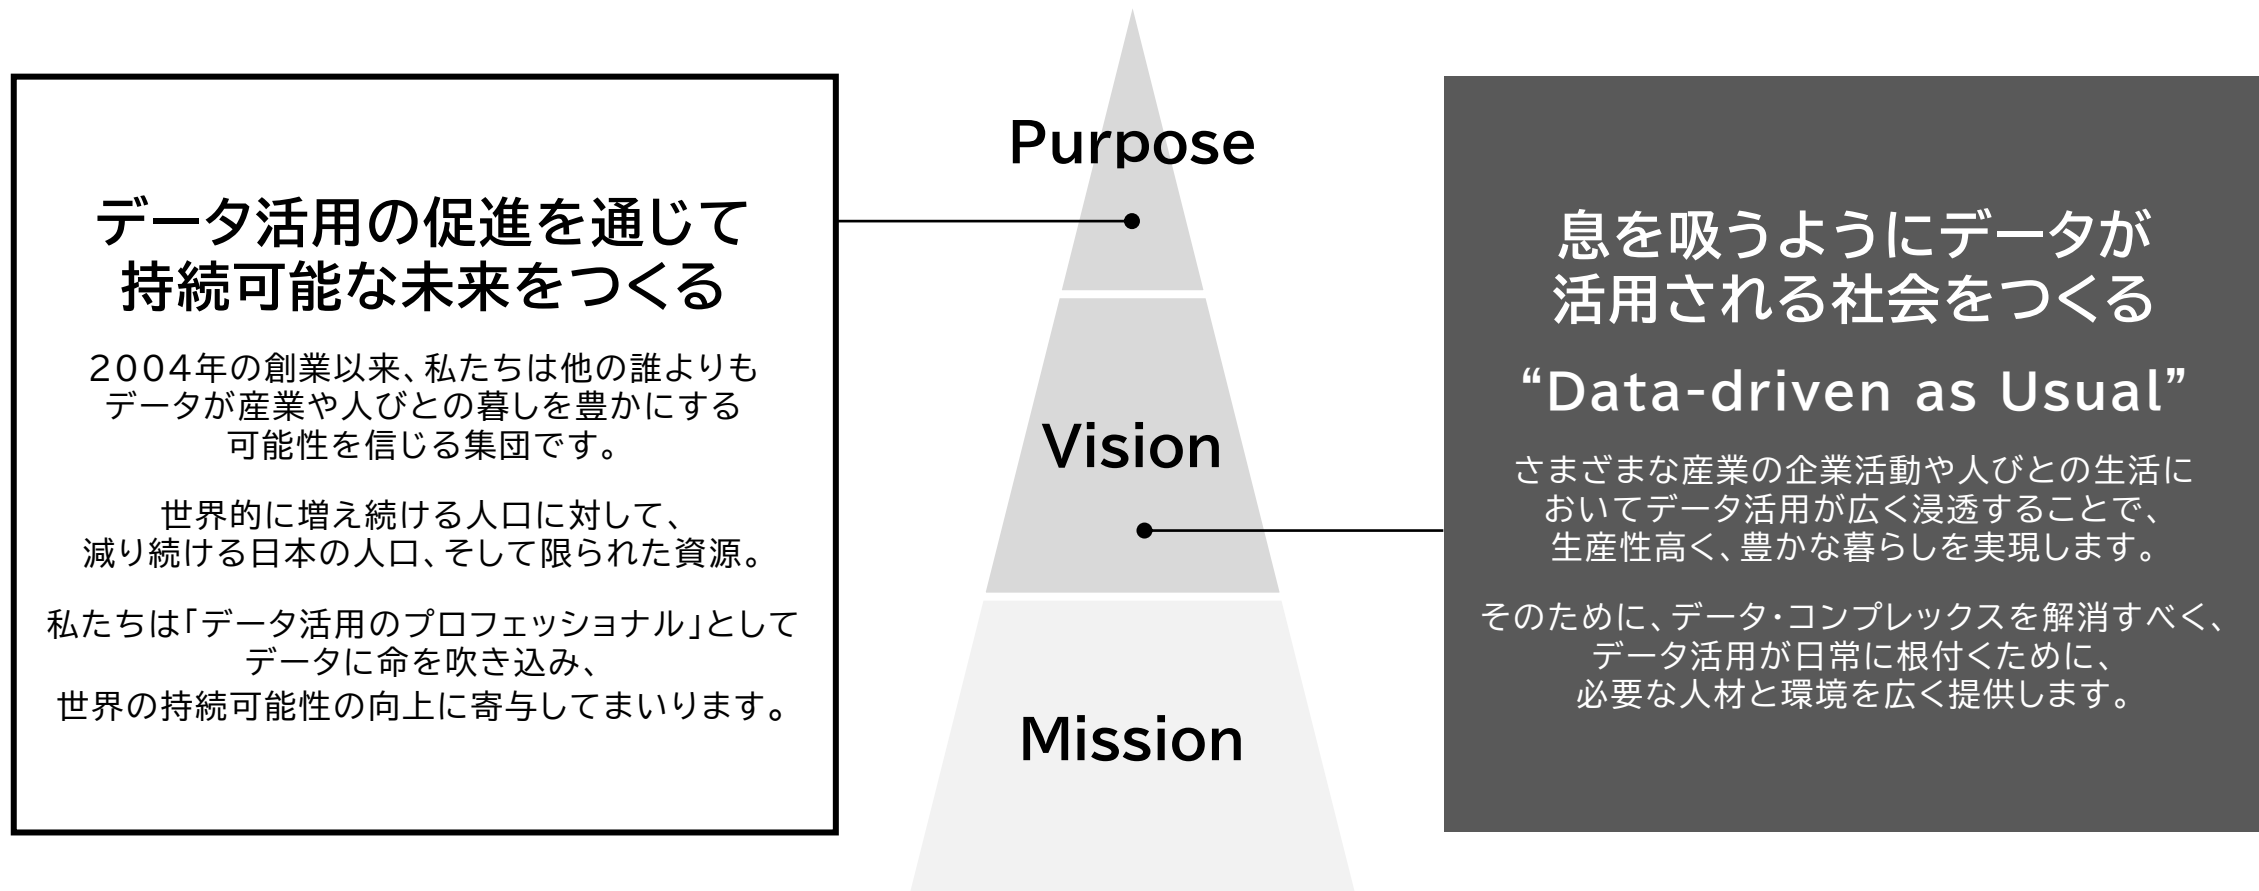 データ活用の促進を通じて
持続可能な未来をつくる
2004年の創業以来、私たちは他の誰よりも
データが産業や人びとの暮しを豊かにする
可能性を信じる集団です。
世界的に増え続ける人口に対して、
減り続ける日本の人口、そして限られた資源。
私たちは「データ活用のプロフェッショナル」として
データに命を吹き込み、
世界の持続可能性の向上に寄与してまいります。
Purpose
Vision
Mission
息を吸うようにデータが
活用される社会をつくる
“Data-driven as Usual”
さまざまな産業の企業活動や人びとの生活に
おいてデータ活用が広く浸透することで、
生産性高く、豊かな暮らしを実現します。
そのために、データ・コンプレックスを解消すべく、
データ活用が日常に根付くために、
必要な人材と環境を広く提供します。